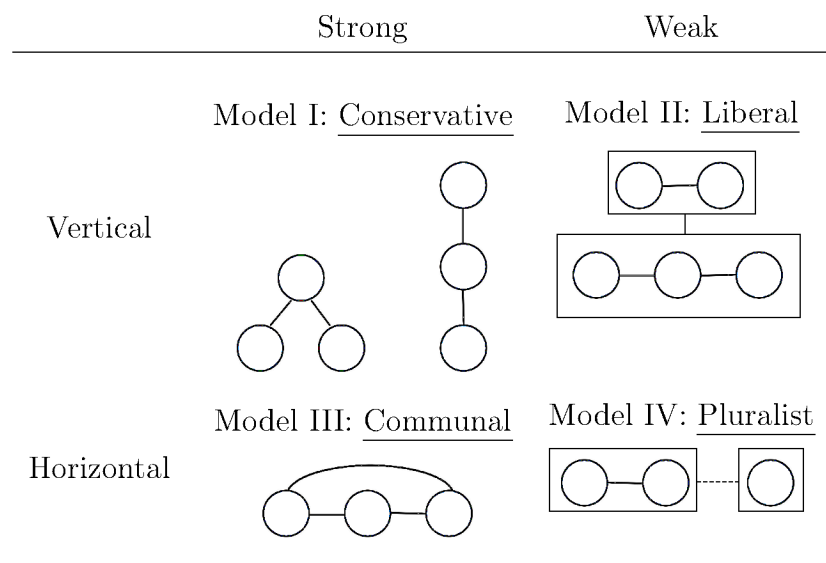 Strong Weak
Model I: Conservative
Model II: Liberal
Vertical
Model III: Communal
Model IV: Pluralist
Horizontal